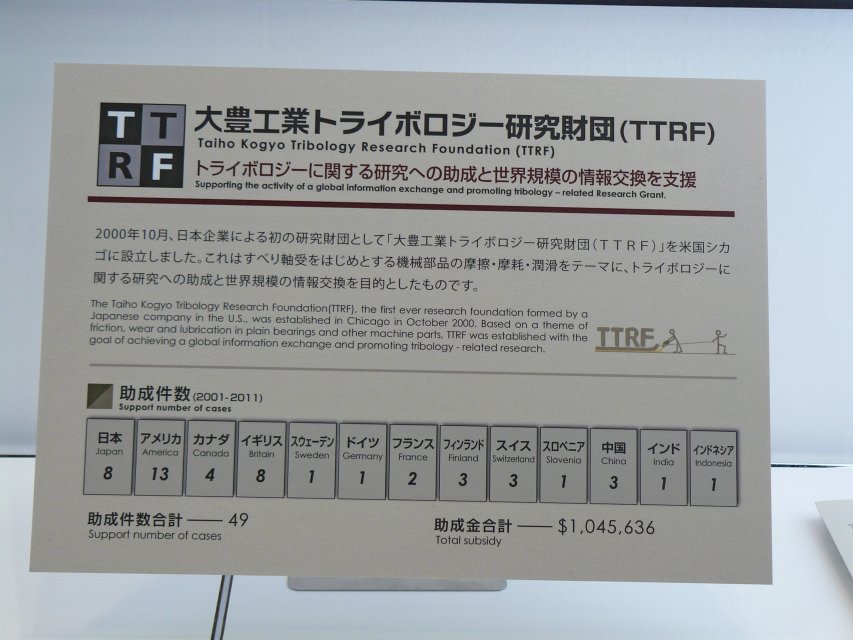 TT
RF
大豊工業トライボロジー研究財団(TTRF)
Taiho Kogyo Tribology Research Foundation (TTRF)
トライボロジーに関する研究への助成と世界規模の情報交換を支援
Supporting the activity of a global information exchange and promoting tribology – related Research Grant.
2000年10月、日本企業による初の研究財団として「大豊工業トライボロジー研究財団(TTRF)」を米国シカ
ゴに設立しました。これはすべり軸受をはじめとする機械部品の摩擦・摩耗・潤滑をテーマに、トライボロジーに
関する研究への助成と世界規模の情報交換を目的としたものです。
The Taiho Kogyo Tribology Research Foundation(TTRF), the first ever research foundation formed by a
Japanese company in the U.S., was established in Chicago in October 2000. Based on a theme of
friction, wear and lubrication in plain bearings and other machine parts, TTRF was established with the
goal of achieving a global information exchange and promoting tribology - related research.
TTRF
助成件数(2001-2011)
Support number of cases
日本 アメリカ カナダ イギリス スウェーデン ドイツ フランス フィンランド スイス スロベニア 中国 インド インドネシア
Japan America Canada Britain Sweden Germany France Finland Switzerland Slovenia China India Indonesia
8 13 4 8 1 1 2 3 3 1 3 1 1
助成件数合計 —— 49
Support number of cases
助成金合計 —— $1,045,636
Total subsidy